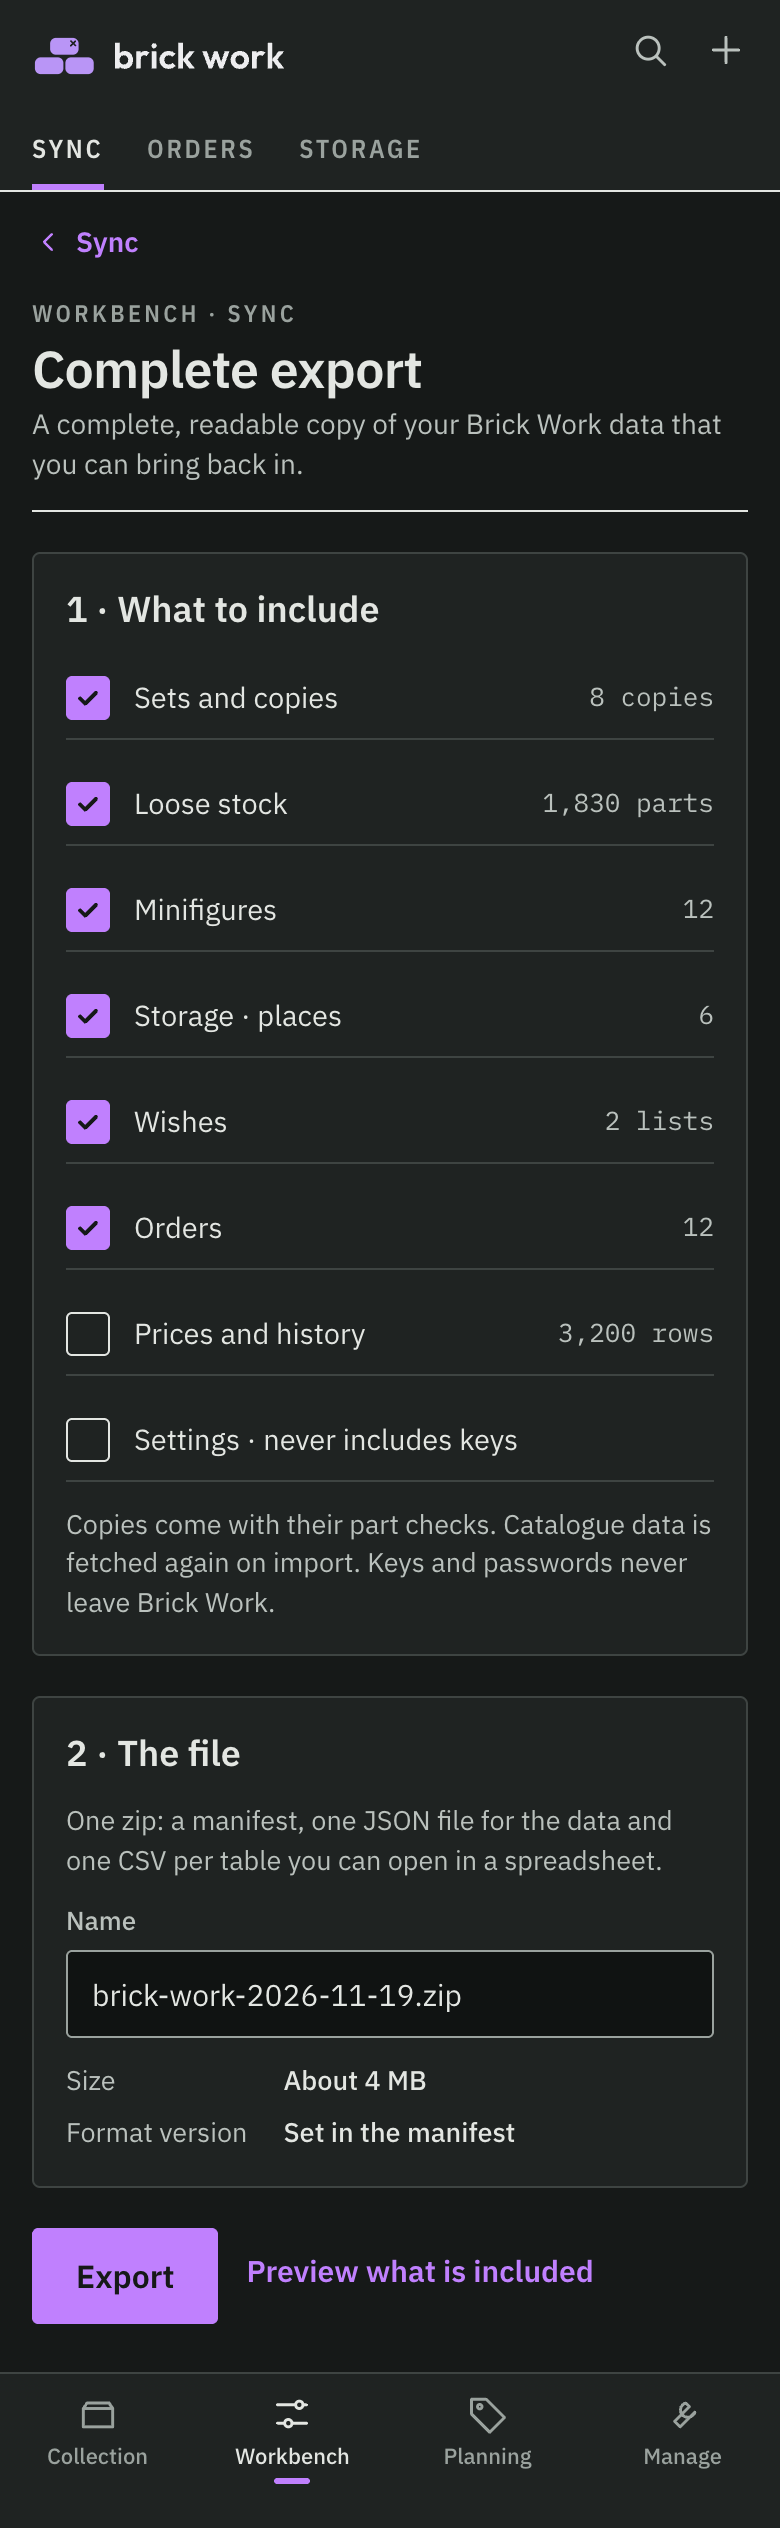 brick work
SYNC ORDERS STORAGE
Sync
WORKBENCH · SYNC
Complete export
A complete, readable copy of your Brick Work data that
you can bring back in.
1 · What to include
Sets and copies 8 copies
Loose stock 1,830 parts
Minifigures 12
Storage · places 6
Wishes 2 lists
Orders 12
Prices and history 3,200 rows
Settings · never includes keys
Copies come with their part checks. Catalogue data is
fetched again on import. Keys and passwords never
leave Brick Work.
2 · The file
One zip: a manifest, one JSON file for the data and
one CSV per table you can open in a spreadsheet.
Name
brick-work-2026-11-19.zip
Size About 4 MB
Format version Set in the manifest
Export Preview what is included
Collection Workbench Planning Manage